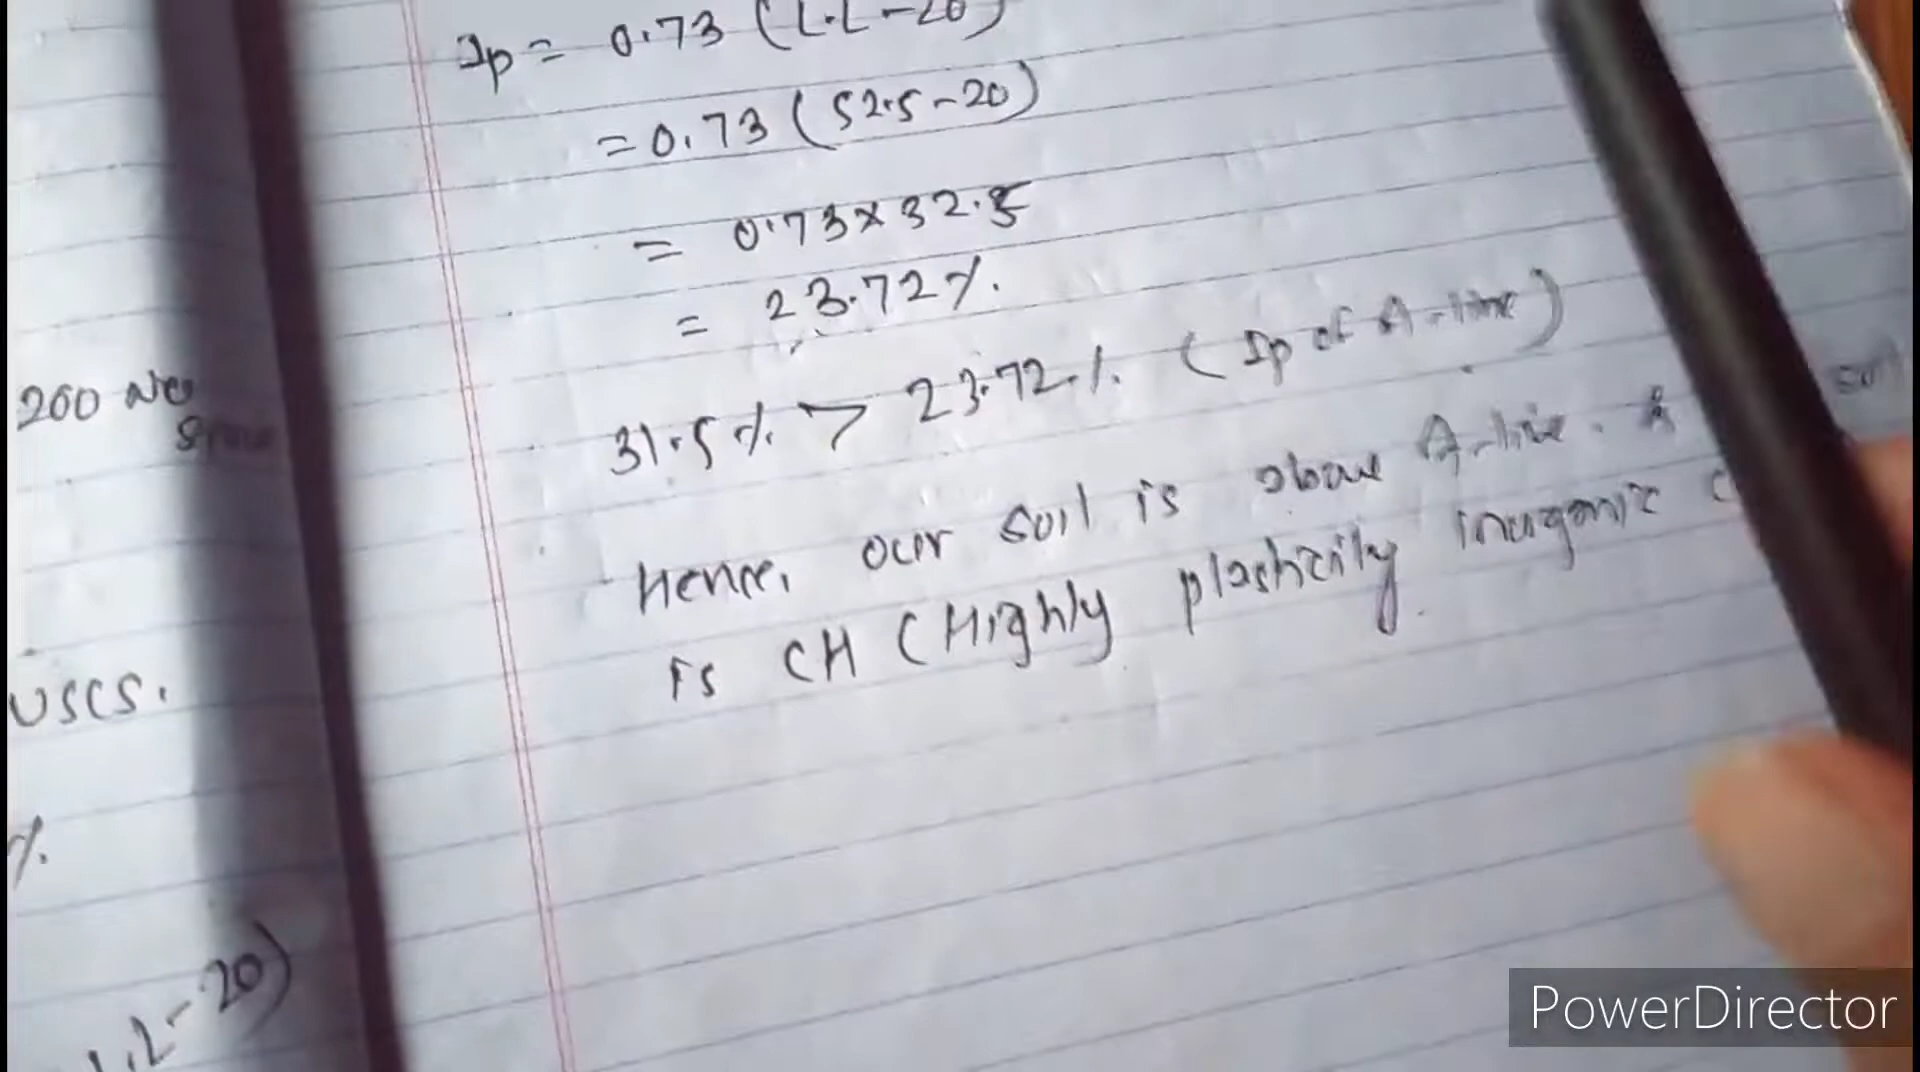 Ip = 0.73 (L.L - 20)
= 0.73 (52.5 - 20)
= 0.73 x 32.5
= 23.72%.
31.5% > 23.72%. (Ip of A-line)
Hence, our soil is above A-line. &
is CH (Highly plasticity inorganic
200 No
USCS.
%.
L - 20)
PowerDirector